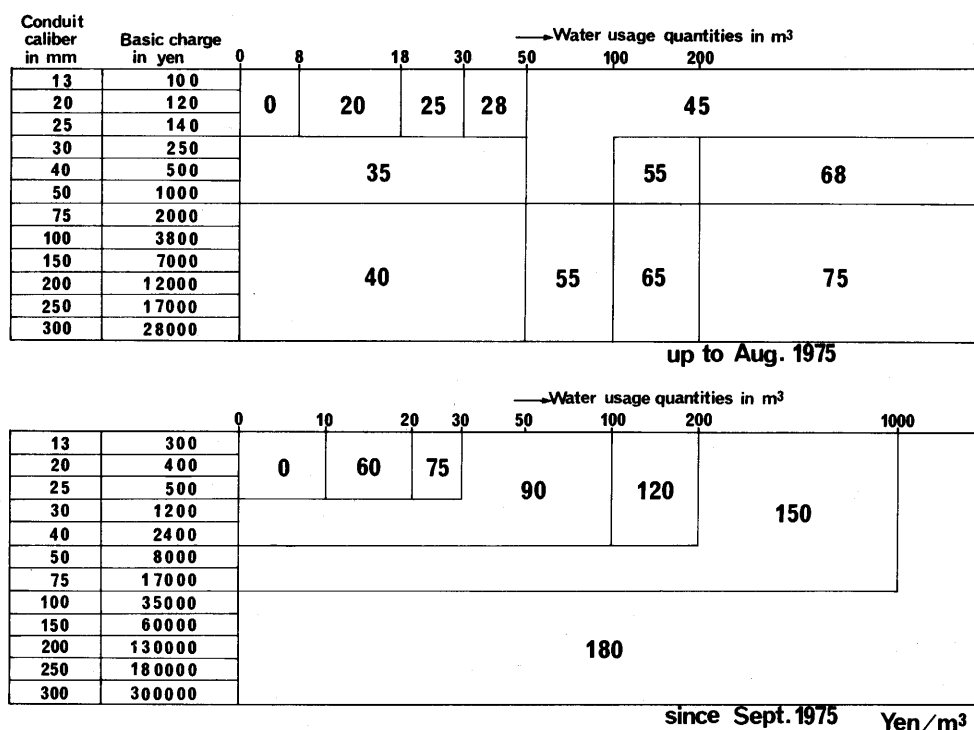 Conduit
caliber Basic charge →Water usage quantities in m³
in mm in yen 0 8 18 30 50 100 200
13 100
20 120 0 20 25 28 45
25 140
30 250
40 500 35 55 68
50 1000
75 2000
100 3800
150 7000
200 12000 40 55 65 75
250 17000
300 28000
up to Aug. 1975
→Water usage quantities in m³
0 10 20 30 50 100 200 1000
13 300
20 400 0 60 75
25 500 90 120
30 1200 150
40 2400
50 8000
75 17000
100 35000
150 60000
200 130000 180
250 180000
300 300000
since Sept. 1975 Yen/m³